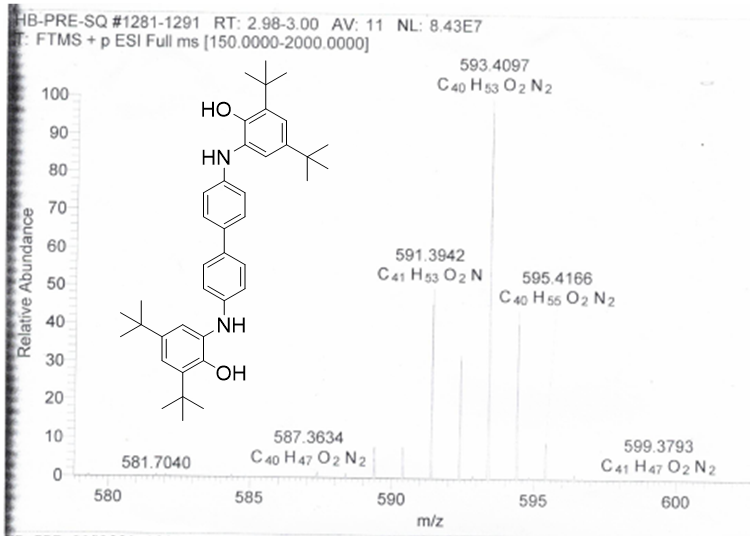 HB-PRE-SQ #1281-1291 RT: 2.98-3.00 AV: 11 NL: 8.43E7
T: FTMS + p ESI Full ms [150.0000-2000.0000]
593.4097
C40 H53 O2 N2
100
90
80
70
60
50
40
30
20
10
0
Relative Abundance
HO
HN
NH
OH
591.3942
C41 H53 O2 N
595.4166
C40 H55 O2 N2
587.3634
C40 H47 O2 N2
581.7040
599.3793
C41 H47 O2 N2
580
585
590
595
600
m/z